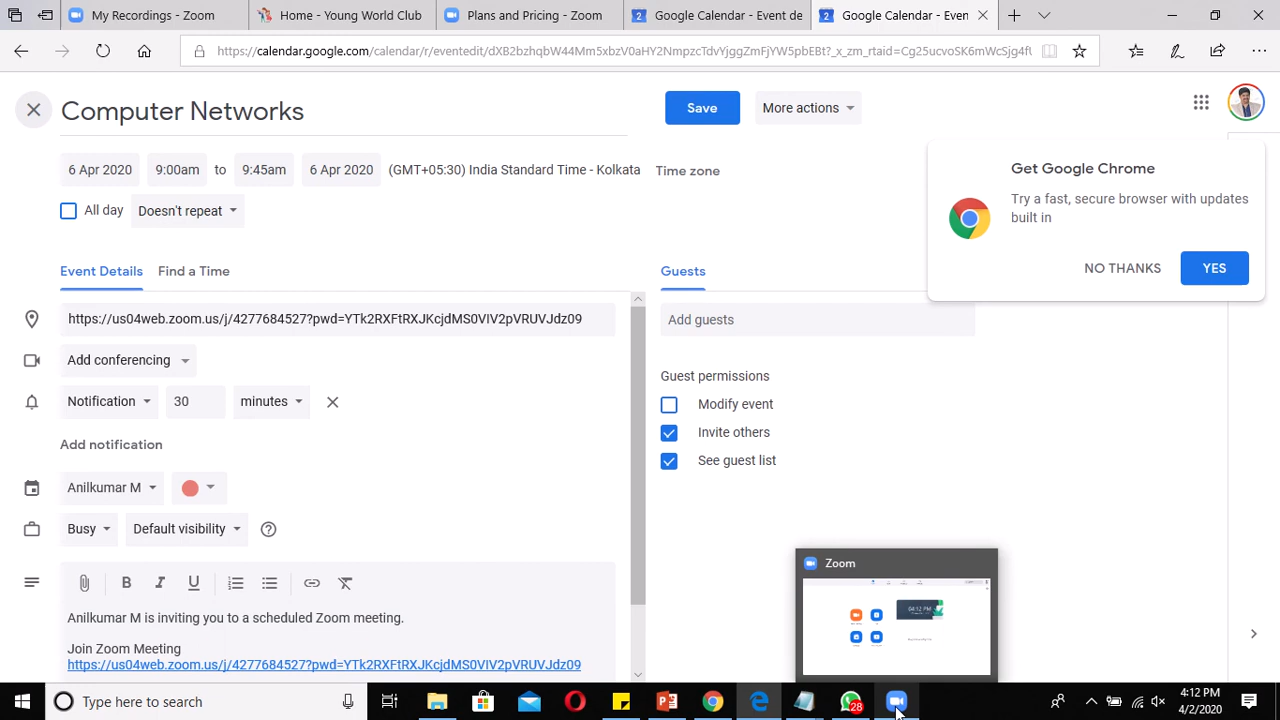 My Recordings - Zoom
Home - Young World Club
Plans and Pricing - Zoom
Google Calendar - Event de
Google Calendar - Even
https://calendar.google.com/calendar/r/eventedit/dXB2bzhqbW44Mm5xbzV0aHY2NmpzcTdvYjggZmFjYW5pbEBt?_x_zm_rtaid=Cg25ucvoSK6mWcSjg4fl
Computer Networks
Save
More actions
6 Apr 2020
9:00am
to
9:45am
6 Apr 2020
(GMT+05:30) India Standard Time - Kolkata
Time zone
Get Google Chrome
Try a fast, secure browser with updates
built in
NO THANKS
YES
All day
Doesn't repeat
Event Details
Find a Time
Guests
https://us04web.zoom.us/j/4277684527?pwd=YTk2RXFtRXJKcjdMS0VIV2pVRUVJdz09
Add guests
Add conferencing
Guest permissions
Notification
30
minutes
Modify event
Invite others
Add notification
See guest list
Anilkumar M
Busy
Default visibility
Zoom
04:12 PM
Anilkumar M is inviting you to a scheduled Zoom meeting.
Join Zoom Meeting
https://us04web.zoom.us/j/4277684527?pwd=YTk2RXFtRXJKcjdMS0VIV2pVRUVJdz09
Type here to search
28
4:12 PM
4/2/2020